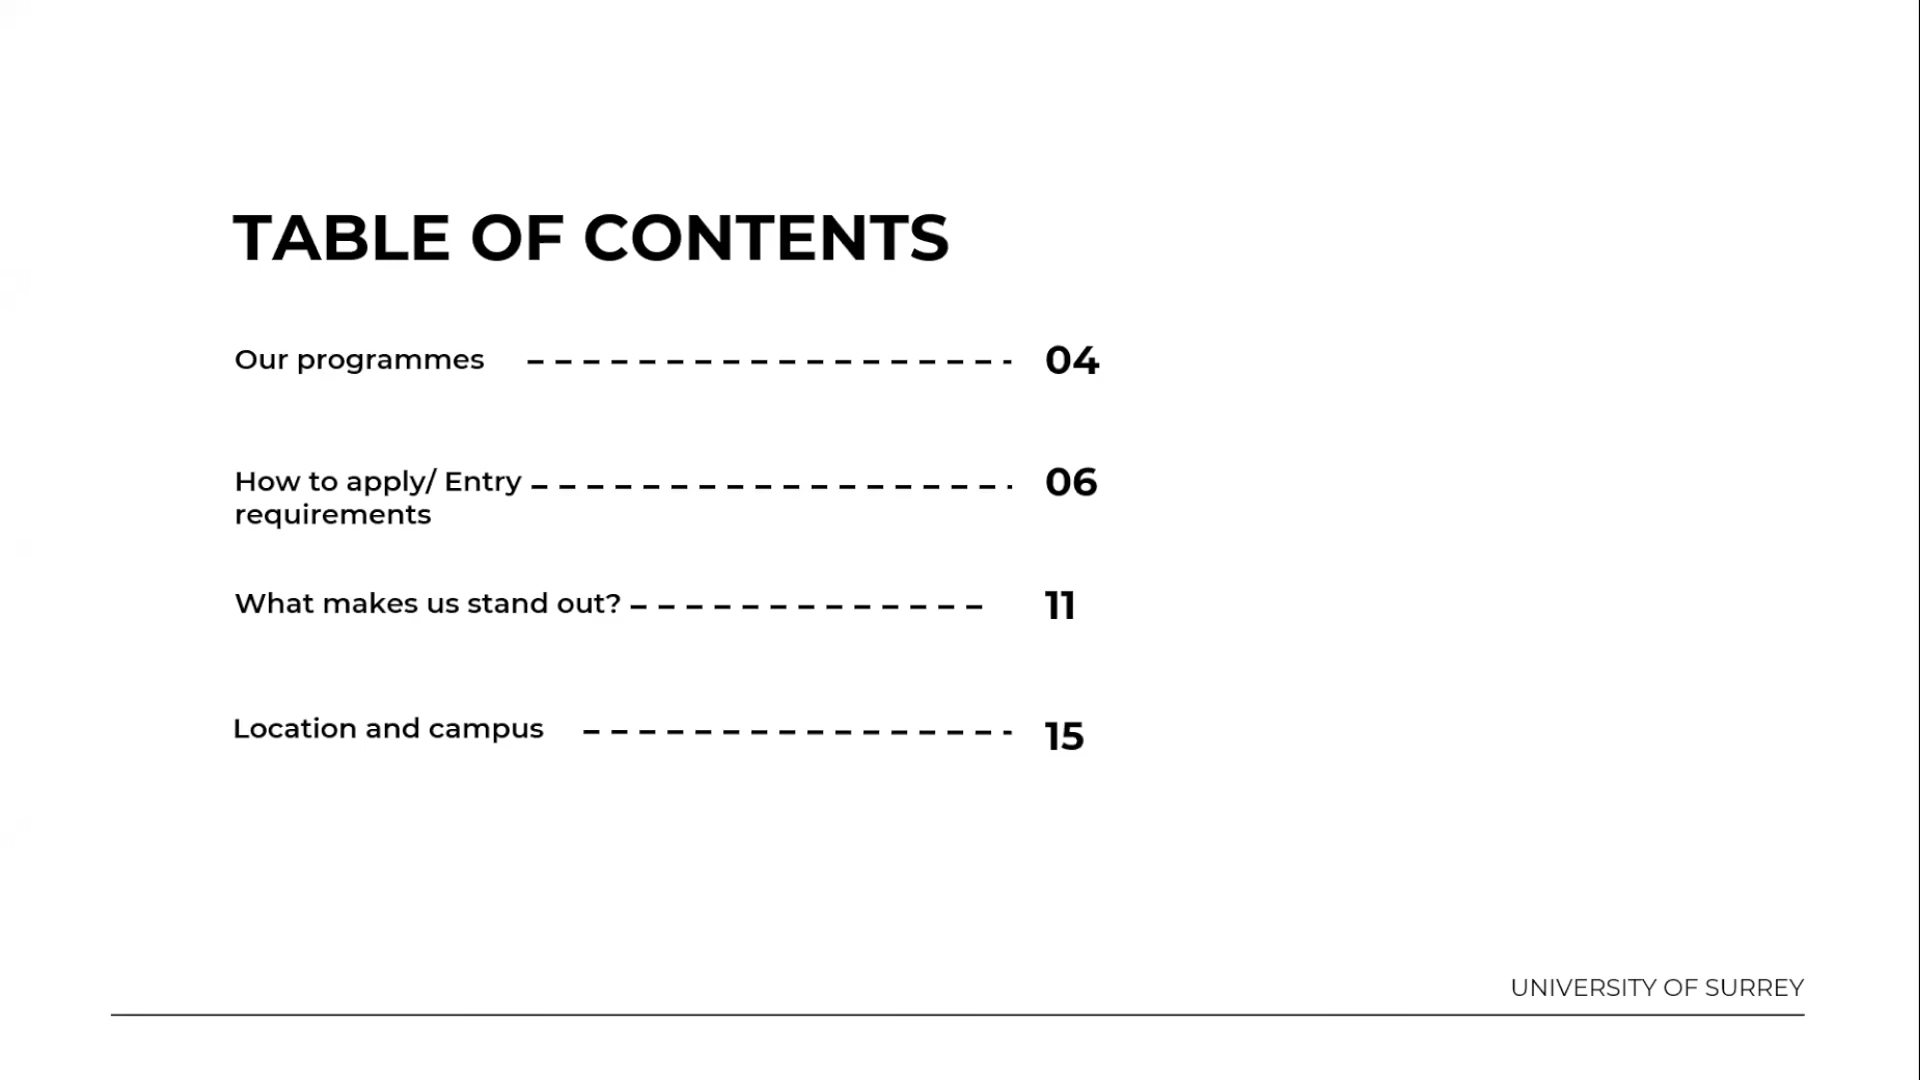 TABLE OF CONTENTS
Our programmes 04
How to apply/ Entry 06
requirements
What makes us stand out? 11
Location and campus 15
UNIVERSITY OF SURREY